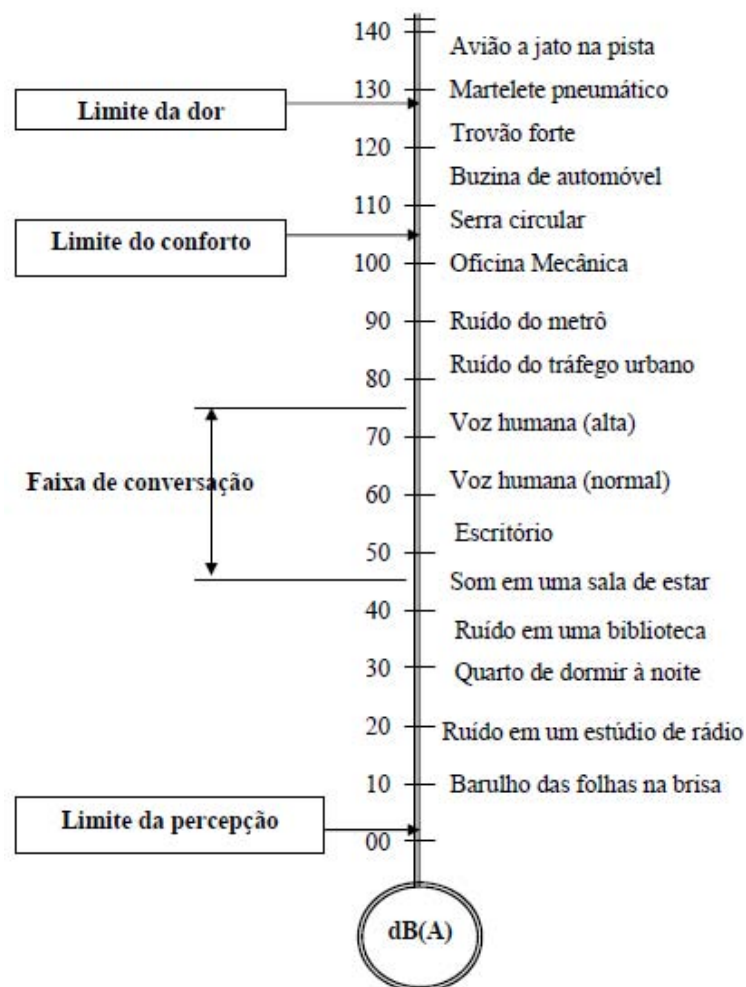 140
Avião a jato na pista
130
Martelete pneumático
Limite da dor
Trovão forte
120
Buzina de automóvel
110
Serra circular
Limite do conforto
100
Oficina Mecânica
90
Ruído do metrô
Ruído do tráfego urbano
80
Voz humana (alta)
70
Faixa de conversação
Voz humana (normal)
60
Escritório
50
Som em uma sala de estar
40
Ruído em uma biblioteca
30
Quarto de dormir à noite
20
Ruído em um estúdio de rádio
10
Barulho das folhas na brisa
Limite da percepção
00
dB(A)